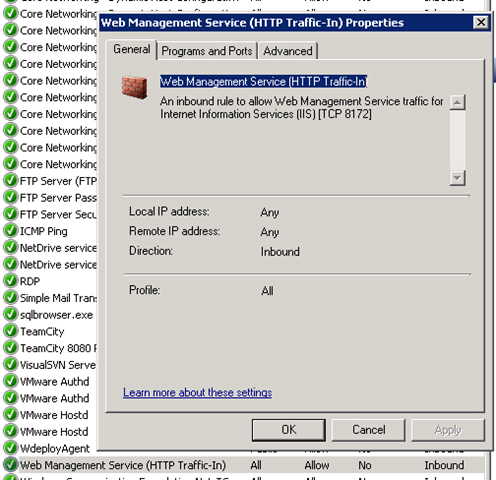 Web Management Service (HTTP Traffic-In) Properties
General
Programs and Ports
Advanced
Web Management Service (HTTP Traffic-In)
An inbound rule to allow Web Management Service traffic for
Internet Information Services (IIS) [TCP 8172]
Local IP address: Any
Remote IP address: Any
Direction: Inbound
Profile: All
Learn more about these settings
OK
Cancel
Apply
Core Networking
Core Networking
Core Networking
Core Networking
Core Networking
Core Networking
Core Networking
Core Networking
Core Networking
FTP Server (FTP
FTP Server Pass
FTP Server Secu
ICMP Ping
NetDrive service
NetDrive service
RDP
Simple Mail Tran
sqlbrowser.exe
TeamCity
TeamCity 8080
VisualSVN Serve
VMware Authd
VMware Authd
VMware Hostd
VMware Hostd
WdeployAgent
Web Management Service (HTTP Traffic-In) All Allow No Inbound